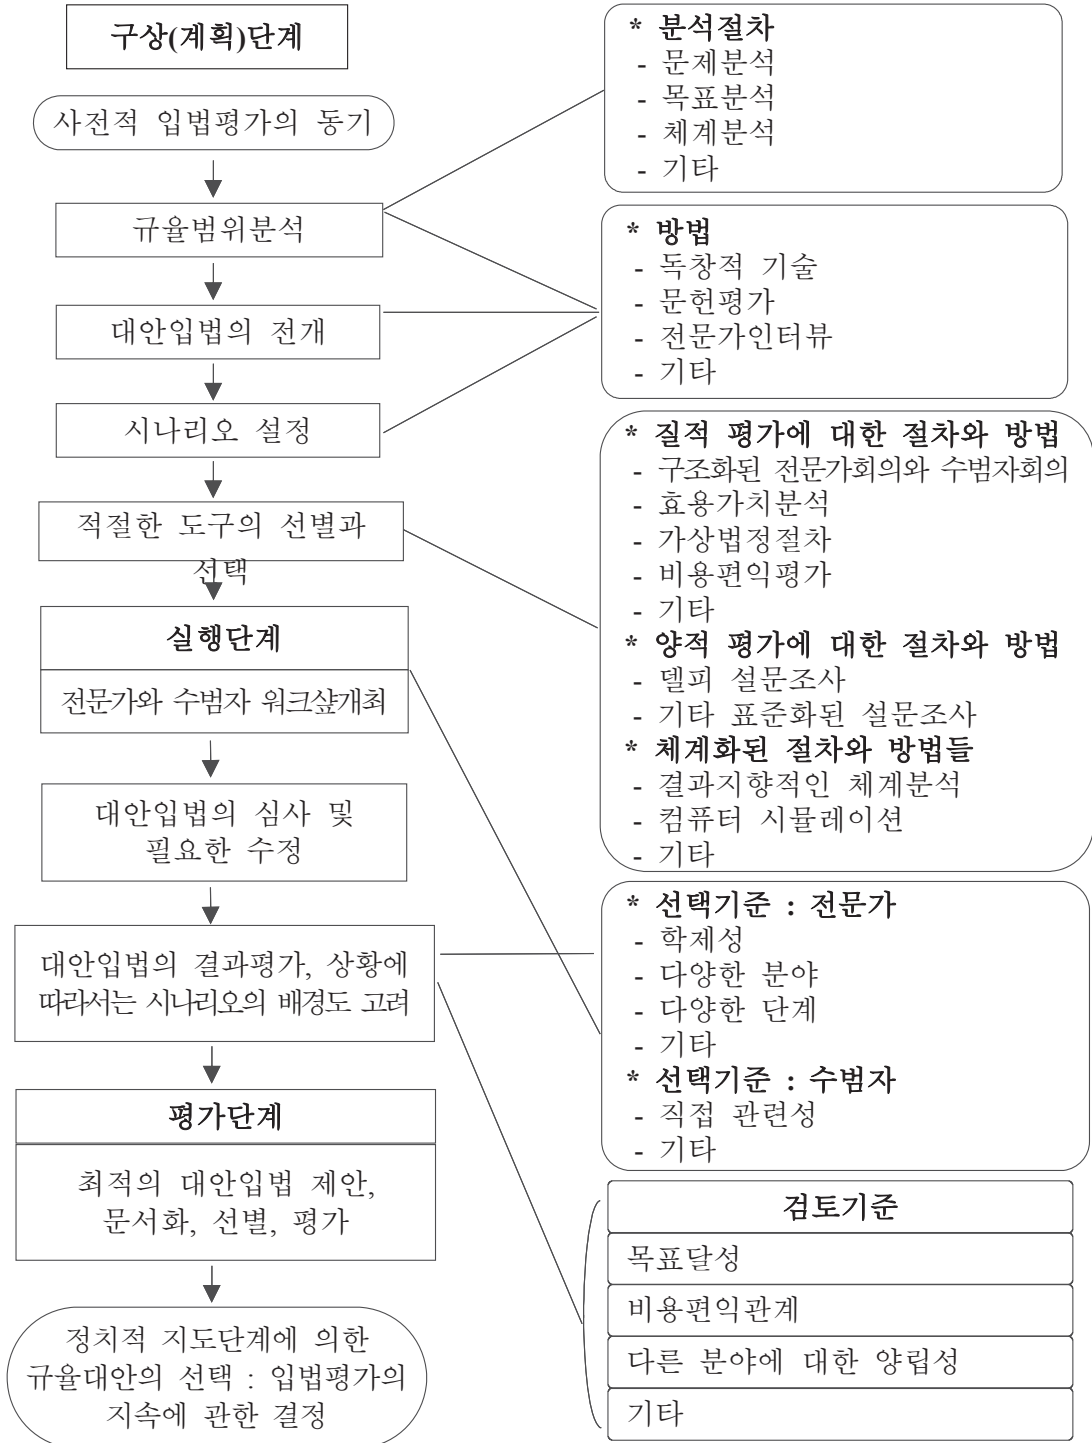 구상(계획)단계
사전적 입법평가의 동기
규율범위분석
대안입법의 전개
시나리오 설정
적절한 도구의 선별과
선택
실행단계
전문가와 수범자 워크샾개최
대안입법의 심사 및
필요한 수정
대안입법의 결과평가, 상황에
따라서는 시나리오의 배경도 고려
평가단계
최적의 대안입법 제안,
문서화, 선별, 평가
정치적 지도단계에 의한
규율대안의 선택 : 입법평가의
지속에 관한 결정
* 분석절차
- 문제분석
- 목표분석
- 체계분석
- 기타
* 방법
- 독창적 기술
- 문헌평가
- 전문가인터뷰
- 기타
* 질적 평가에 대한 절차와 방법
- 구조화된 전문가회의와 수범자회의
- 효용가치분석
- 가상법정절차
- 비용편익평가
- 기타
* 양적 평가에 대한 절차와 방법
- 델피 설문조사
- 기타 표준화된 설문조사
* 체계화된 절차와 방법들
- 결과지향적인 체계분석
- 컴퓨터 시뮬레이션
- 기타
* 선택기준 : 전문가
- 학제성
- 다양한 분야
- 다양한 단계
- 기타
* 선택기준 : 수범자
- 직접 관련성
- 기타
검토기준
목표달성
비용편익관계
다른 분야에 대한 양립성
기타